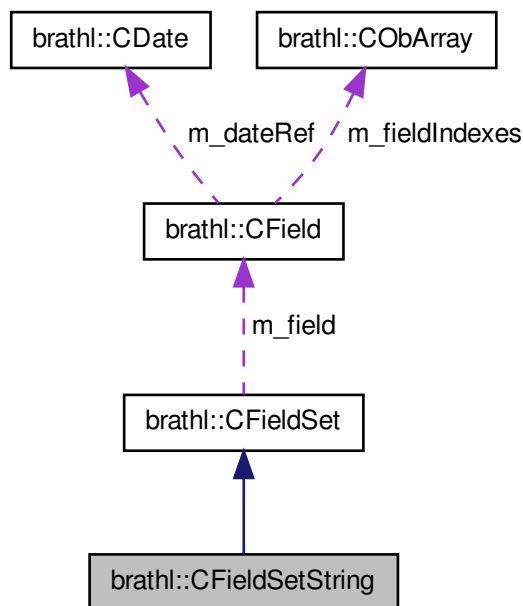 brathl::CDate
brathl::CObArray
m_dateRef
m_fieldIndexes
brathl::CField
m_field
brathl::CFieldSet
brathl::CFieldSetString